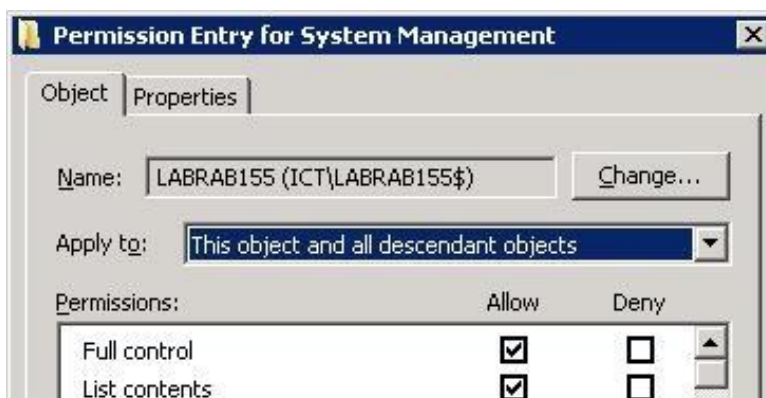 Permission Entry for System Management
Object Properties
Name: LABRAB155 (ICT\LABRAB155$) Change...
Apply to: This object and all descendant objects
Permissions: Allow Deny
Full control
List contents